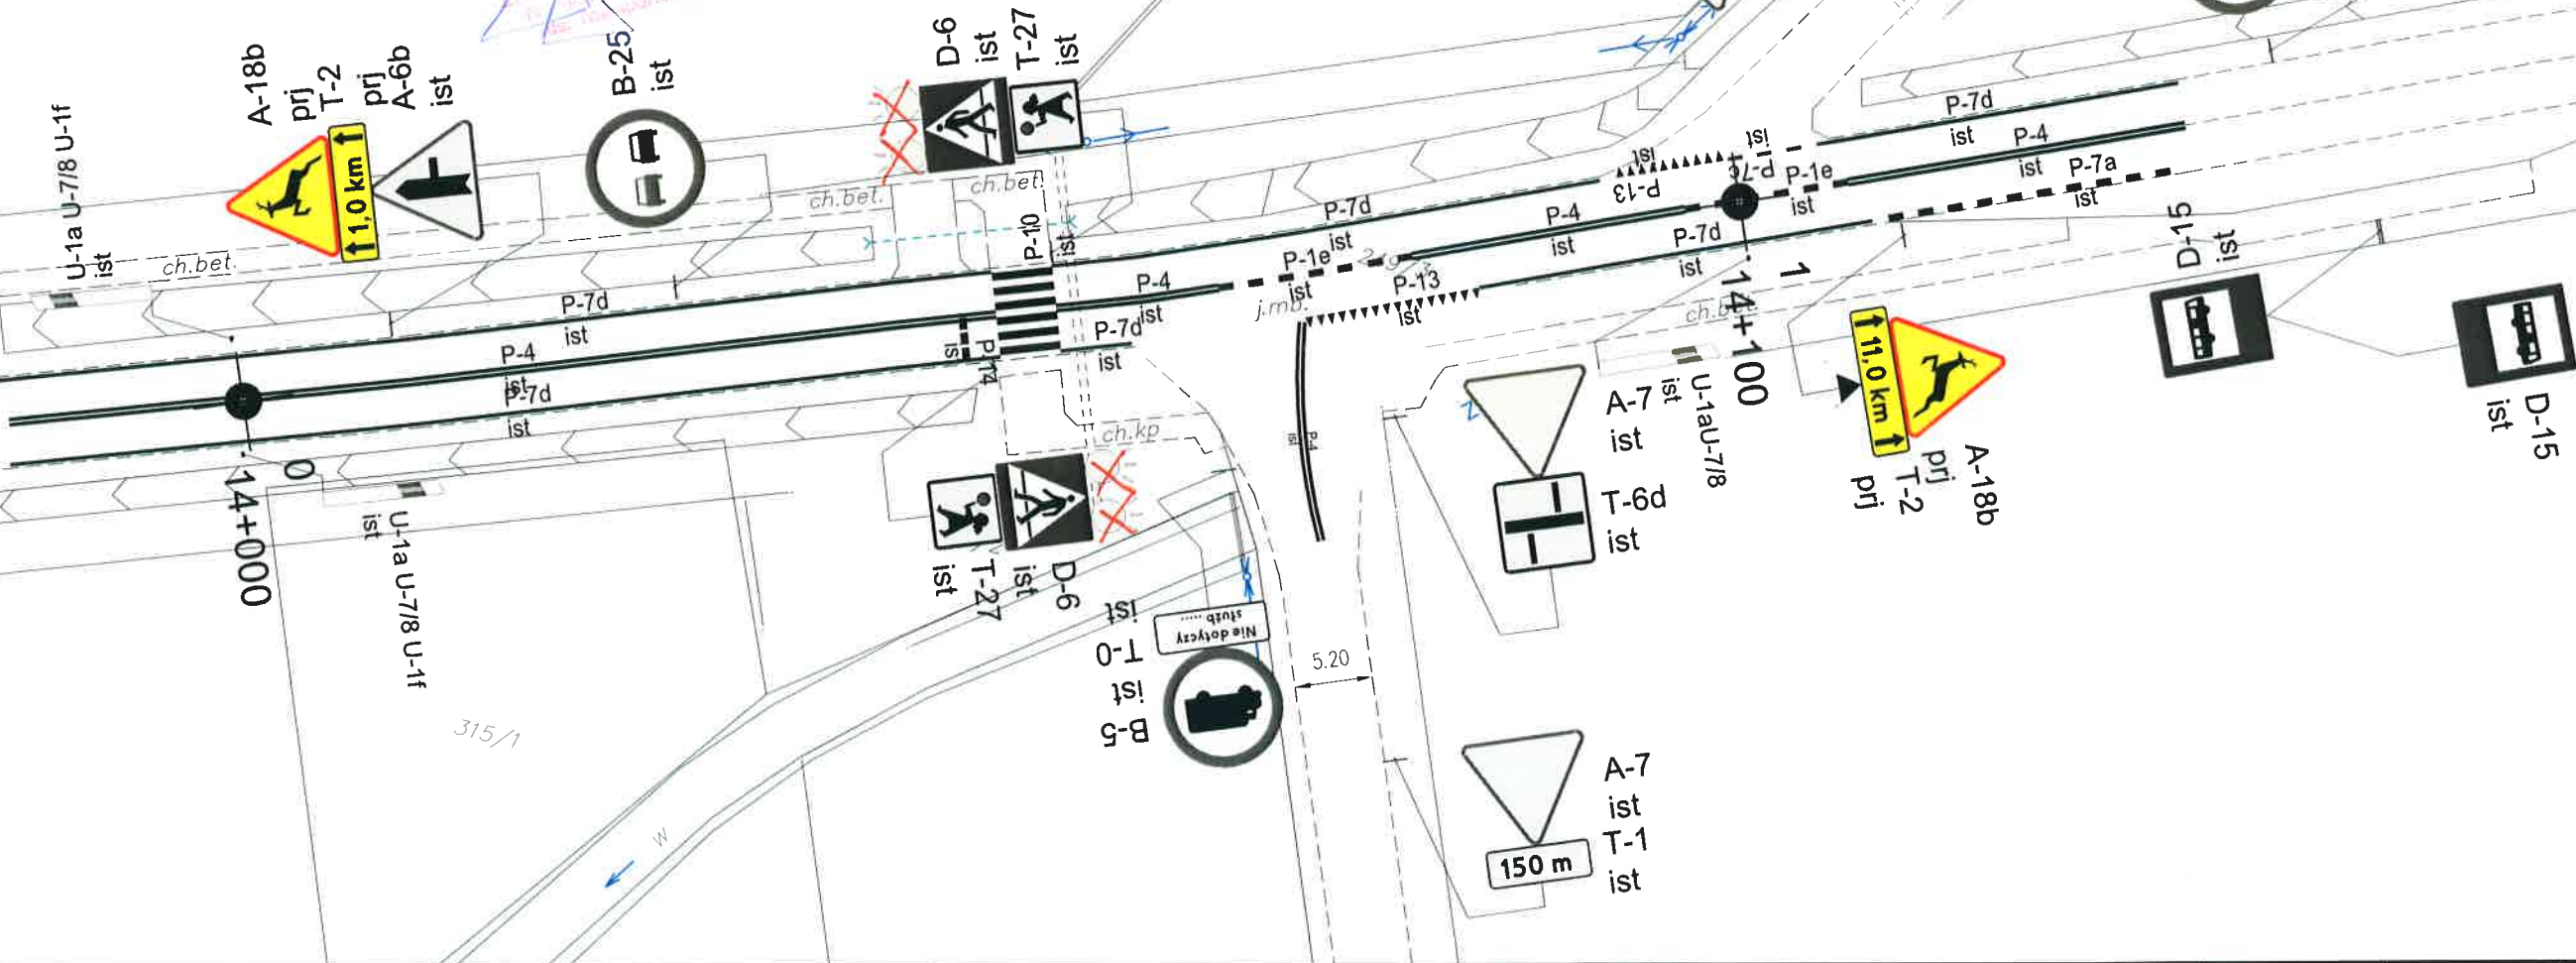 U-1a U-7/8 U-1f
ist
A-18b
prj
T-2
prj
A-6b
ist
1,0 km
B-25
ist
D-6
ist
T-27
ist
ch.bet.
ch.bet.
ch.bet.
P-10
ist
P-7d
ist
P-4
ist
P-7d
ist
ist
P-14
P-4
ist
P-7d
ist
P-1e
ist
j.mb.
P-13
ist
P-7d
ist
P-4
ist
P-7d
ist
P-13
ist
P-7c
ist
P-1e
ist
P-7d
ist
P-4
ist
P-7a
ist
14+000
0
U-1a U-7/8 U-1f
ist
315/1
W
ch.kp
T-27
ist
D-6
ist
Nie dotyczy
służb .....
T-0
ist
B-5
ist
P-4
ist
5.20
A-7
ist
T-6d
ist
A-7
ist
T-1
ist
150 m
ch.bet.
U-1aU-7/8
ist
14+100
1
11,0 km
A-18b
prj
T-2
prj
D-15
ist
D-15
ist